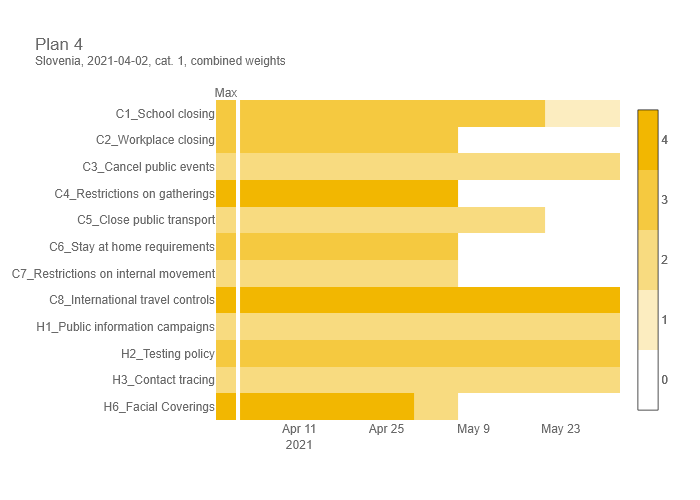 Plan 4
Slovenia, 2021-04-02, cat. 1, combined weights
Max
C1_School closing
C2_Workplace closing
C3_Cancel public events
C4_Restrictions on gatherings
C5_Close public transport
C6_Stay at home requirements
C7_Restrictions on internal movement
C8_International travel controls
H1_Public information campaigns
H2_Testing policy
H3_Contact tracing
H6_Facial Coverings
Apr 11 Apr 25 May 9 May 23
2021
4
3
2
1
0